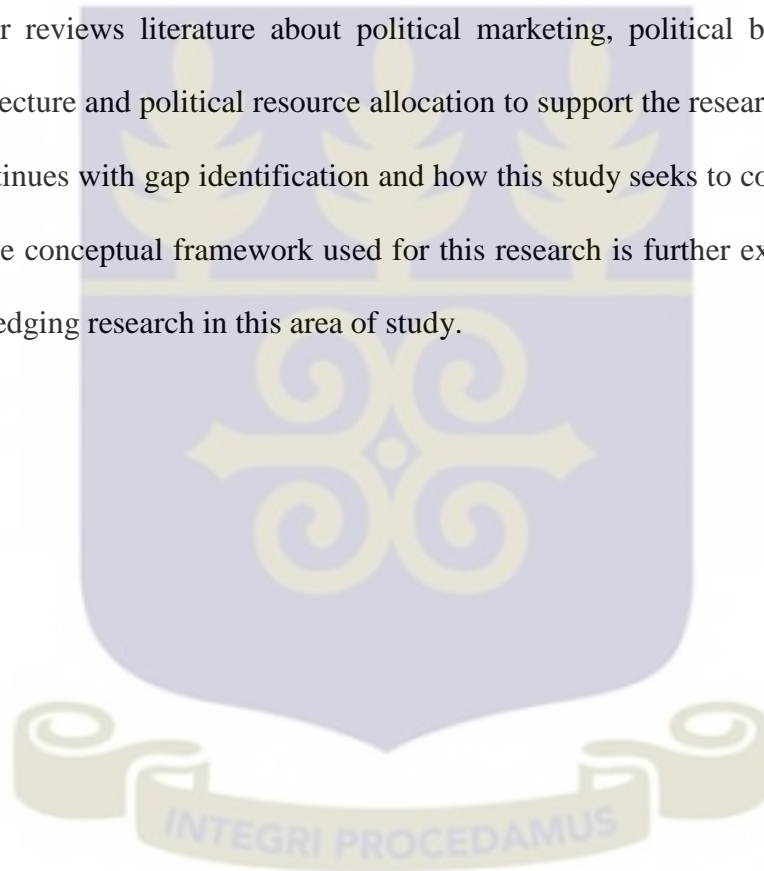 r reviews literature about political marketing, political b
ecture and political resource allocation to support the resear
tinues with gap identification and how this study seeks to co
e conceptual framework used for this research is further ex
edging research in this area of study.
INTEGRI PROCEDAMUS